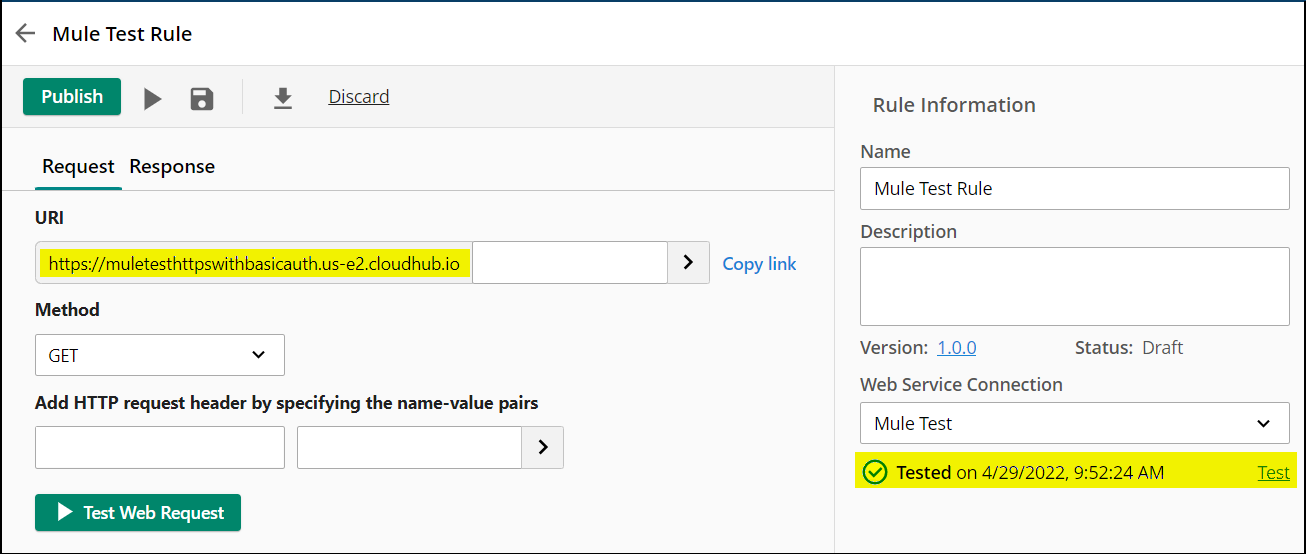 Mule Test Rule
Publish
Discard
Request Response
URI
https://muletesthttpswithbasicauth.us-e2.cloudhub.io
Copy link
Method
GET
Add HTTP request header by specifying the name-value pairs
Test Web Request
Rule Information
Name
Mule Test Rule
Description
Version: 1.0.0 Status: Draft
Web Service Connection
Mule Test
Tested on 4/29/2022, 9:52:24 AM Test